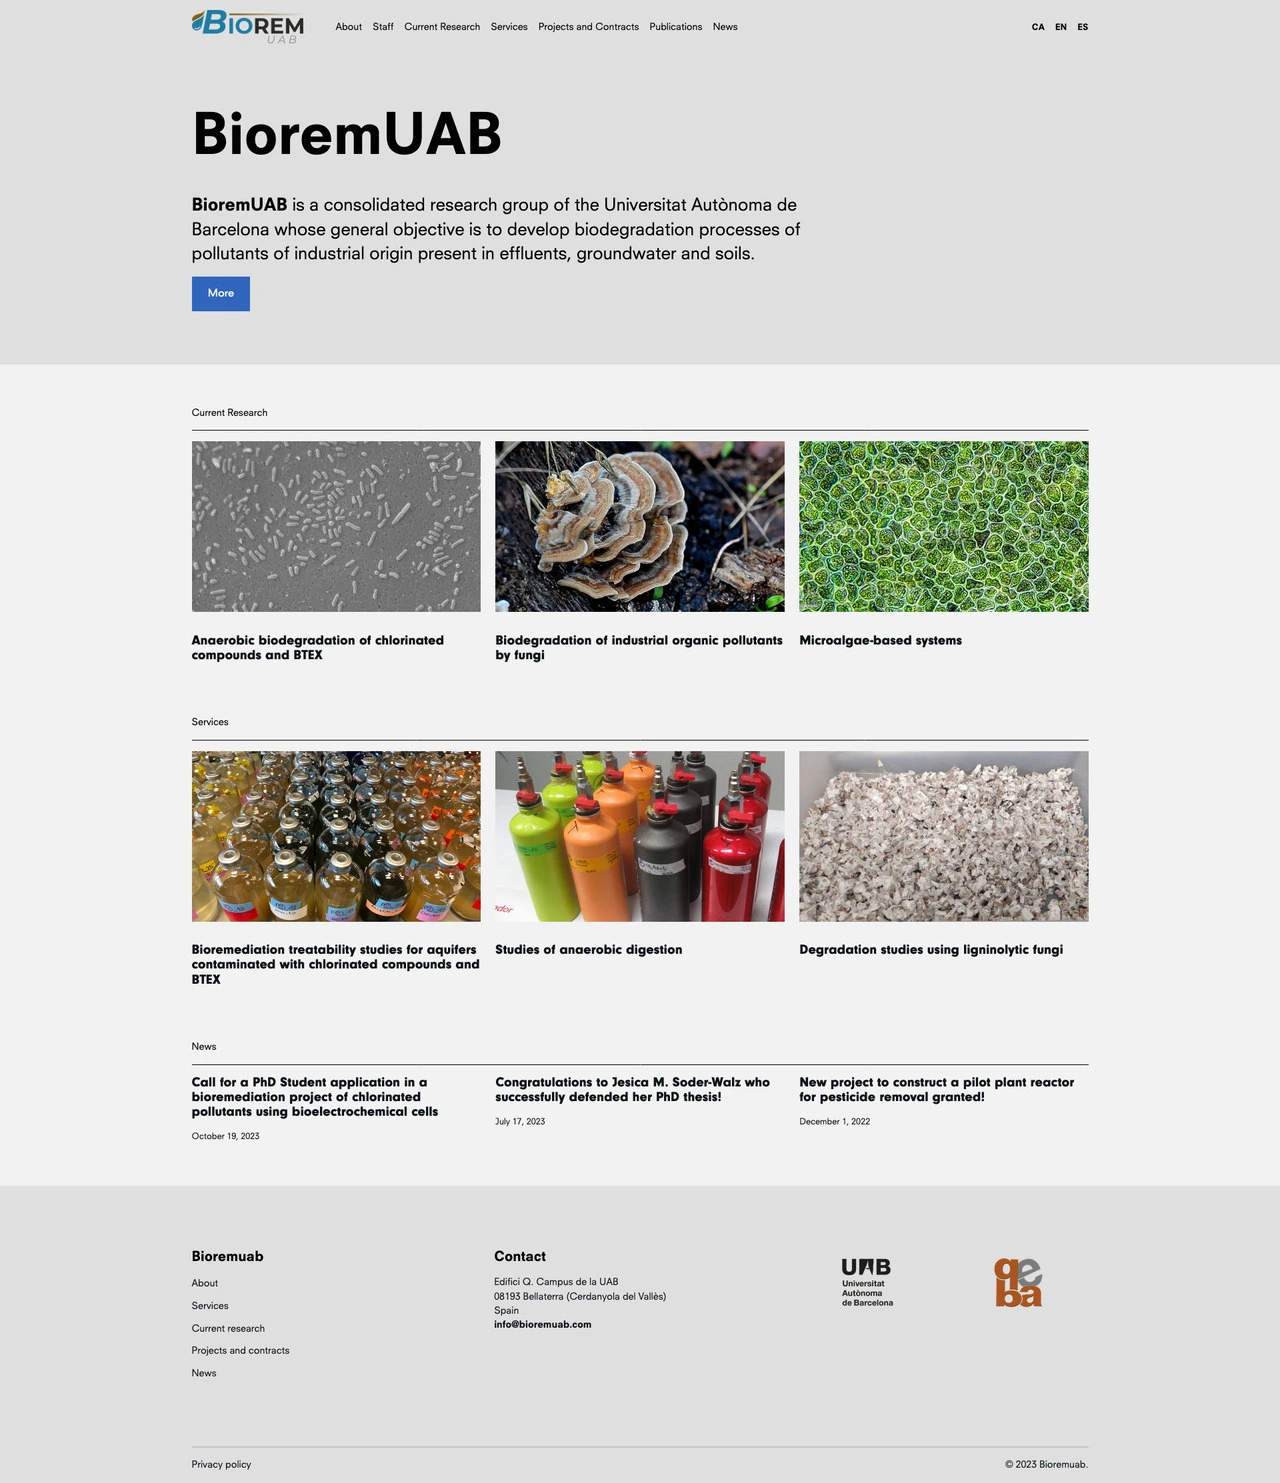 BIOREM
UAB
About Staff Current Research Services Projects and Contracts Publications News
CA EN ES
BioremUAB
BioremUAB is a consolidated research group of the Universitat Autònoma de
Barcelona whose general objective is to develop biodegradation processes of
pollutants of industrial origin present in effluents, groundwater and soils.
More
Current Research
Anaerobic biodegradation of chlorinated
compounds and BTEX
Biodegradation of industrial organic pollutants
by fungi
Microalgae-based systems
Services
Bioremediation treatability studies for aquifers
contaminated with chlorinated compounds and
BTEX
Studies of anaerobic digestion
Degradation studies using ligninolytic fungi
News
Call for a PhD Student application in a
bioremediation project of chlorinated
pollutants using bioelectrochemical cells
October 19, 2023
Congratulations to Jesica M. Soder-Walz who
successfully defended her PhD thesis!
July 17, 2023
New project to construct a pilot plant reactor
for pesticide removal granted!
December 1, 2022
Bioremuab
About
Services
Current research
Projects and contracts
News
Contact
Edifici Q. Campus de la UAB
08193 Bellaterra (Cerdanyola del Vallès)
Spain
info@bioremuab.com
UAB
Universitat
Autònoma
de Barcelona
qe
ba
Privacy policy
© 2023 Bioremuab.